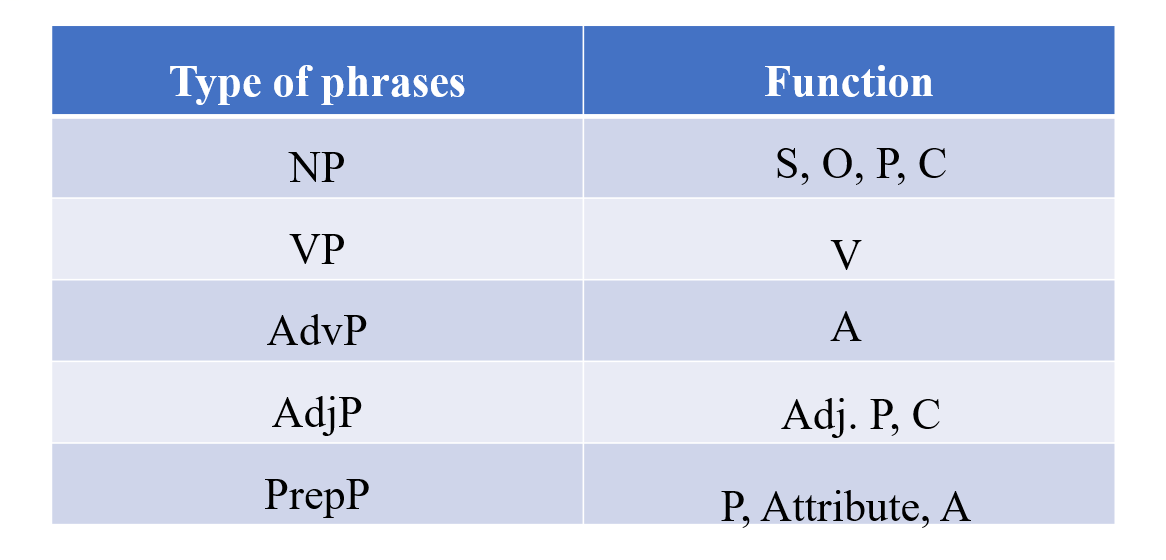 Type of phrases Function
NP S, O, P, C
VP V
AdvP A
AdjP Adj. P, C
PrepP P, Attribute, A